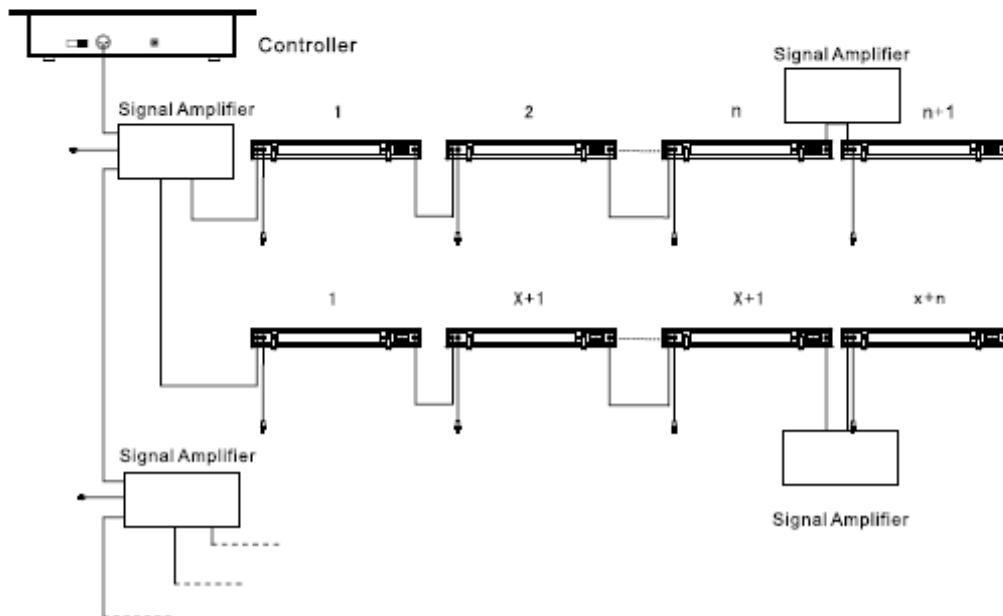 Controller
Signal Amplifier
Signal Amplifier
1
2
n
n+1
1
X+1
X+1
x+n
Signal Amplifier
Signal Amplifier